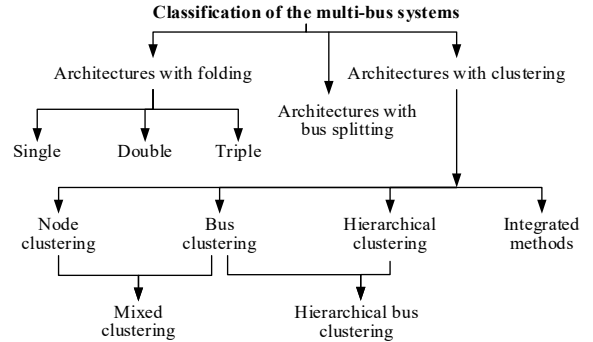 Classification of the multi-bus systems
Architectures with folding
Architectures with clustering
Architectures with
bus splitting
Single
Double
Triple
Node
clustering
Bus
clustering
Hierarchical
clustering
Integrated
methods
Mixed
clustering
Hierarchical bus
clustering